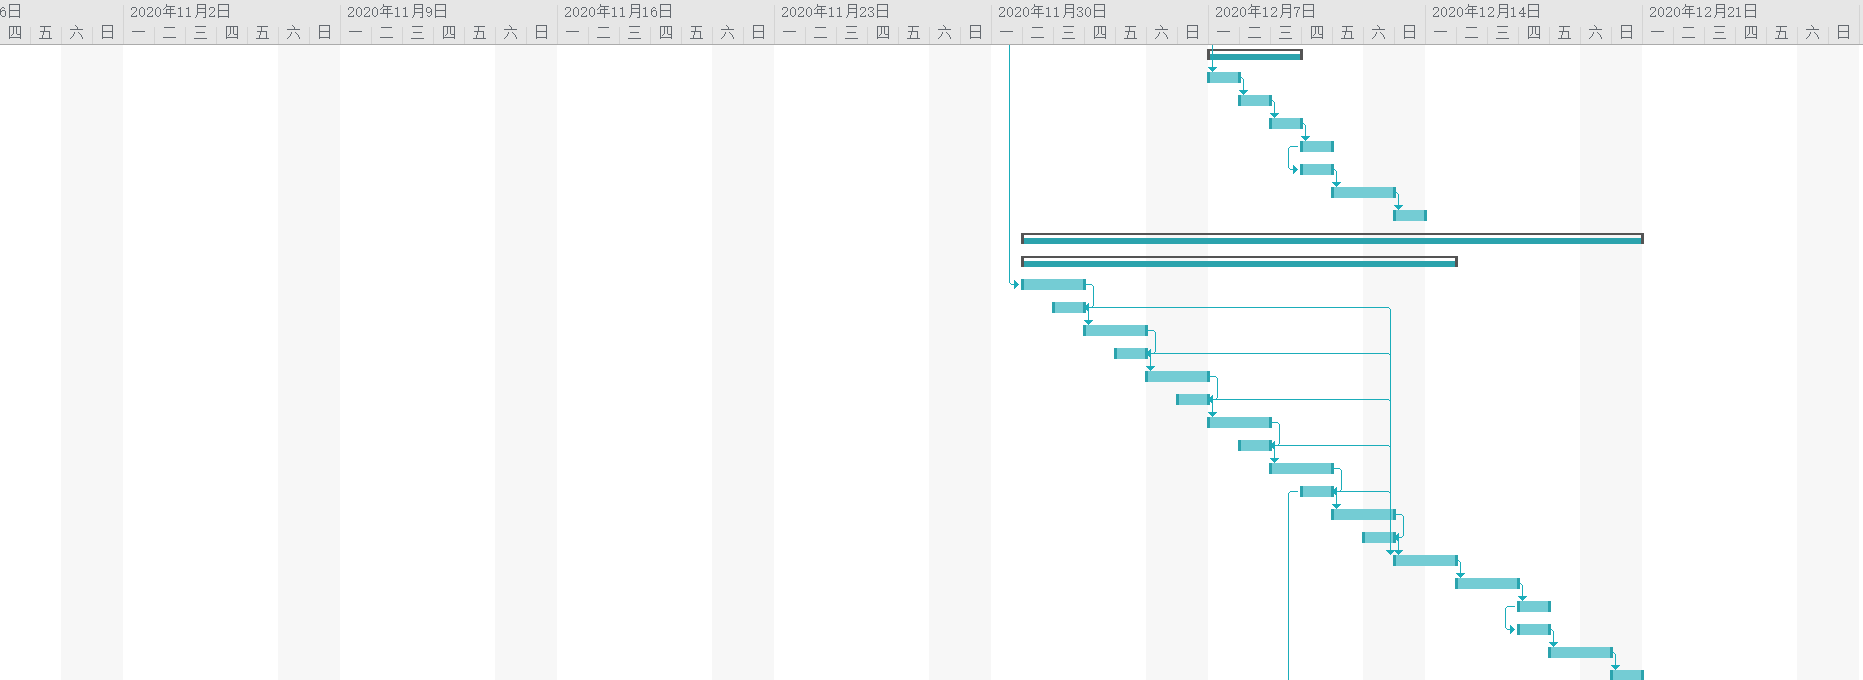 6日 2020年11月2日 2020年11月9日 2020年11月16日 2020年11月23日 2020年11月30日 2020年12月7日 2020年12月14日 2020年12月21日
四 五 六 日 一 二 三 四 五 六 日 一 二 三 四 五 六 日 一 二 三 四 五 六 日 一 二 三 四 五 六 日 一 二 三 四 五 六 日 一 二 三 四 五 六 日 一 二 三 四 五 六 日 一 二 三 四 五 六 日